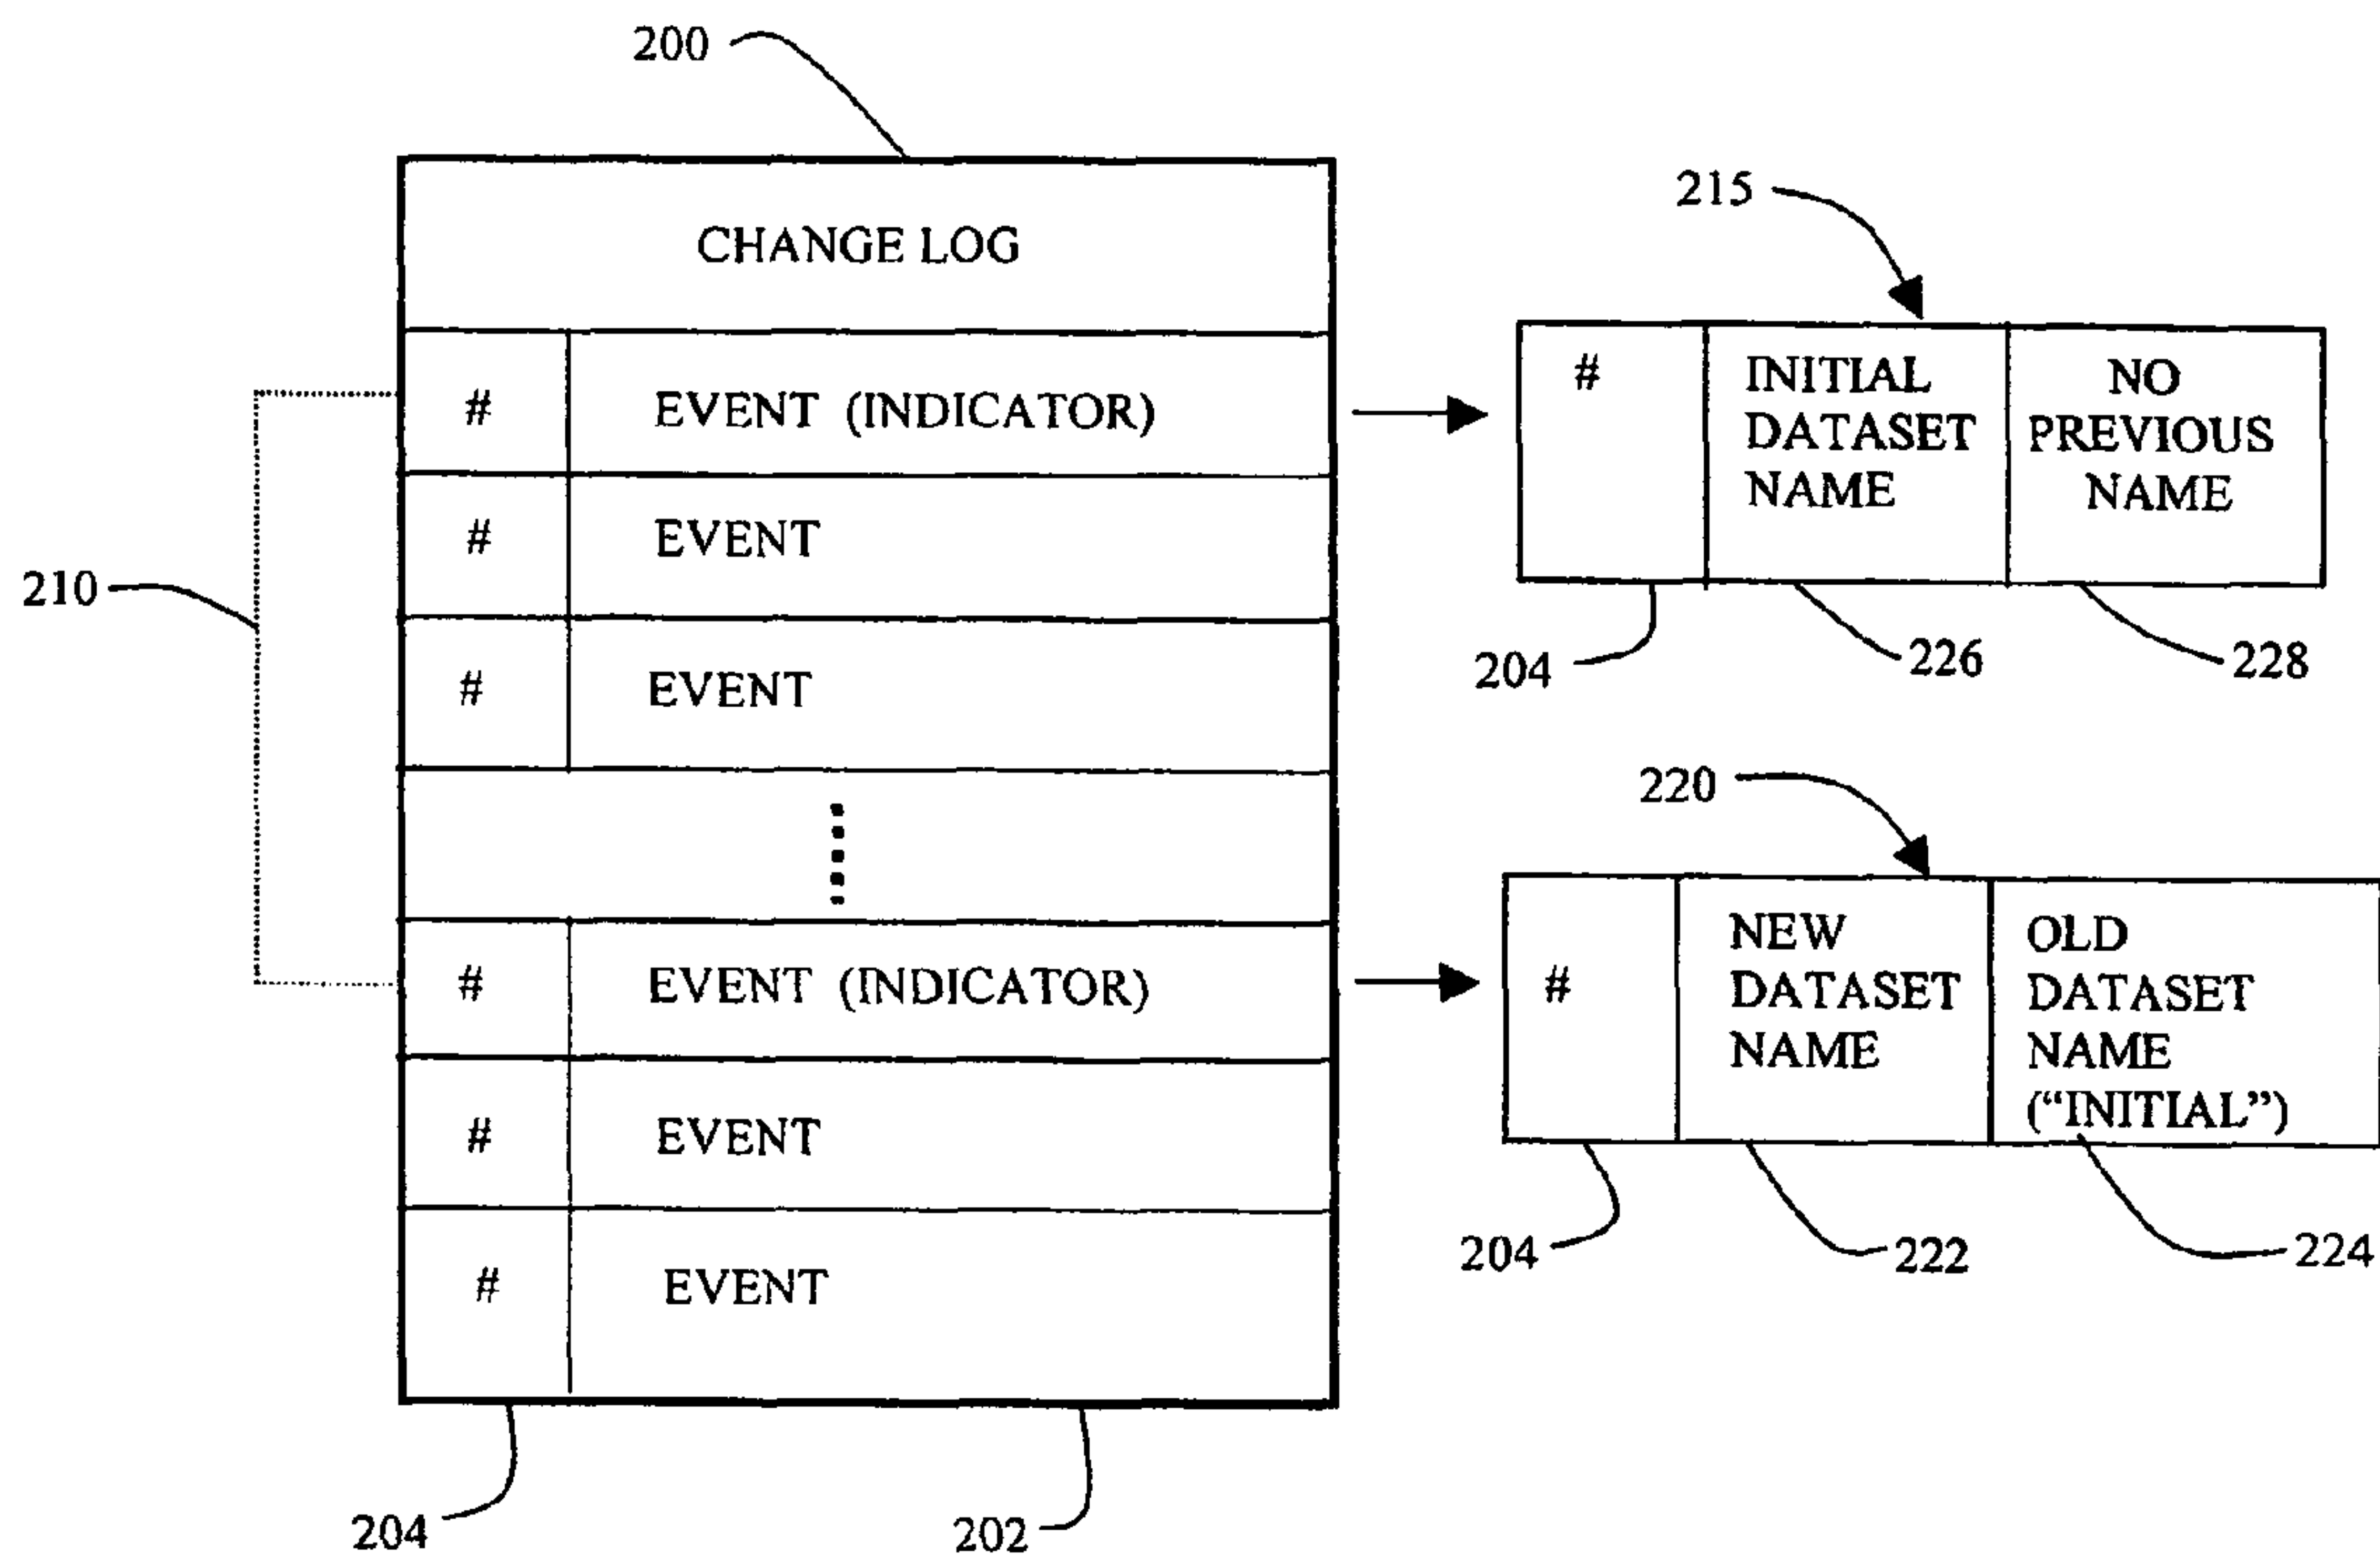 200
CHANGE LOG
# EVENT (INDICATOR)
# EVENT
# EVENT
# EVENT (INDICATOR)
# EVENT
# EVENT
210
204
202
215
#
INITIAL
DATASET
NAME
NO
PREVIOUS
NAME
204
226
228
220
#
NEW
DATASET
NAME
OLD
DATASET
NAME
(“INITIAL”)
204
222
224